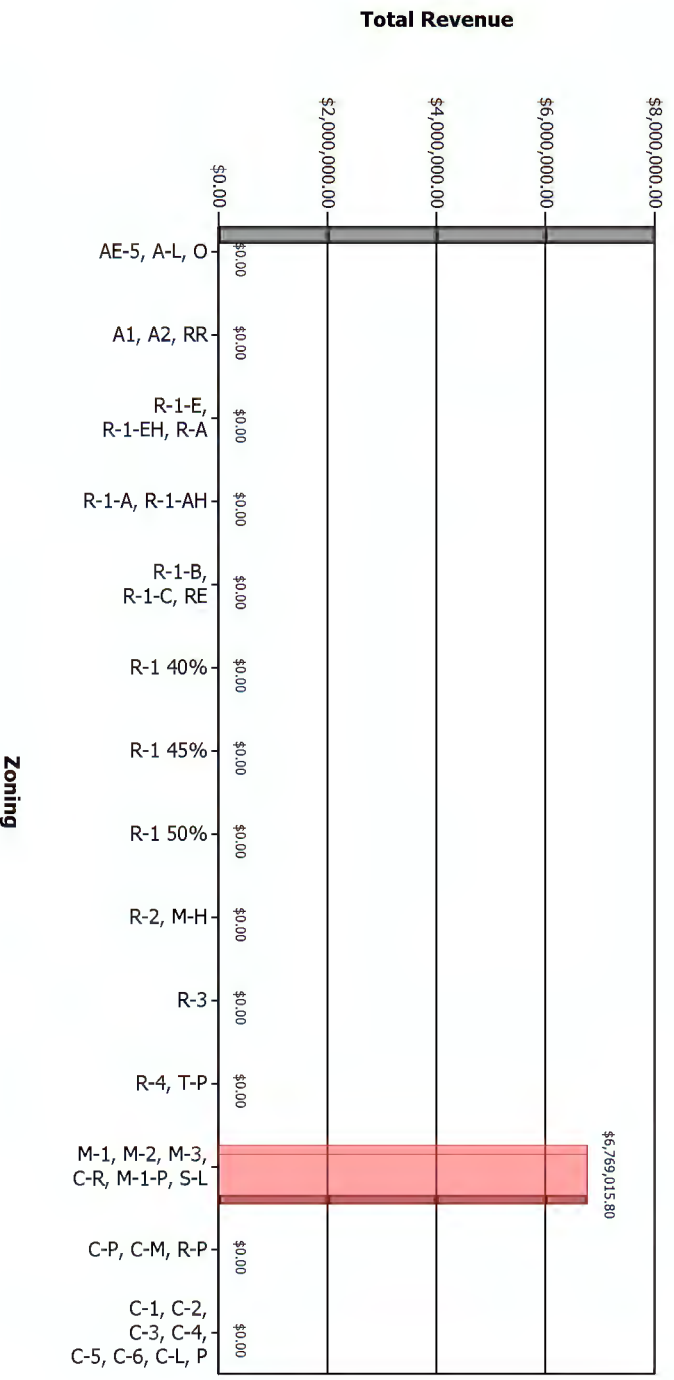 Total Revenue
$0.00
$2,000,000.00
$4,000,000.00
$6,000,000.00
$8,000,000.00
AE-5, A-L, O
$0.00
A1, A2, RR
$0.00
R-1-E,
R-1-EH, R-A
$0.00
R-1-A, R-1-AH
$0.00
R-1-B,
R-1-C, RE
$0.00
R-1 40%
$0.00
R-1 45%
$0.00
R-1 50%
$0.00
R-2, M-H
$0.00
R-3
$0.00
R-4, T-P
$0.00
M-1, M-2, M-3,
C-R, M-1-P, S-L
$6,769,015.80
C-P, C-M, R-P
$0.00
C-1, C-2,
C-3, C-4,
C-5, C-6, C-L, P
$0.00
Zoning